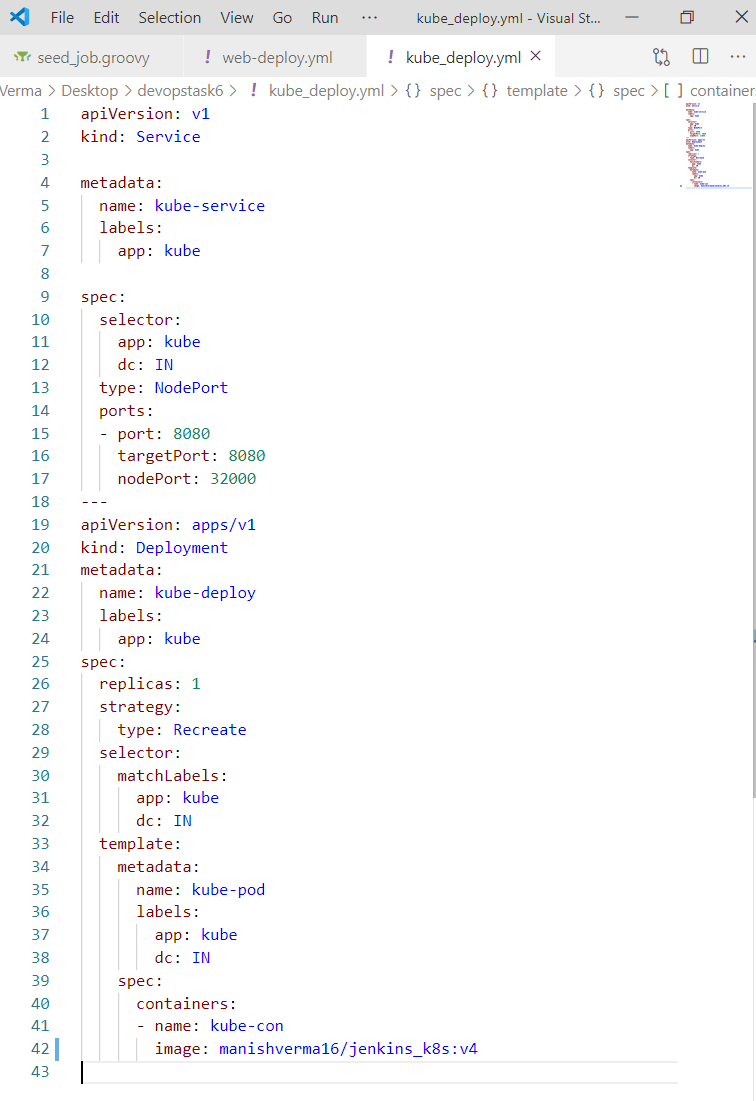 File Edit Selection View Go Run ··· kube_deploy.yml - Visual St...
seed_job.groovy ! web-deploy.yml ! kube_deploy.yml
Verma > Desktop > devopstask6 > ! kube_deploy.yml > {} spec > {} template > {} spec > [ ] container
1 apiVersion: v1
2 kind: Service
3
4 metadata:
5   name: kube-service
6   labels:
7     app: kube
8
9 spec:
10   selector:
11     app: kube
12     dc: IN
13   type: NodePort
14   ports:
15   - port: 8080
16     targetPort: 8080
17     nodePort: 32000
18 ---
19 apiVersion: apps/v1
20 kind: Deployment
21 metadata:
22   name: kube-deploy
23   labels:
24     app: kube
25 spec:
26   replicas: 1
27   strategy:
28     type: Recreate
29   selector:
30     matchLabels:
31       app: kube
32       dc: IN
33   template:
34     metadata:
35       name: kube-pod
36       labels:
37         app: kube
38         dc: IN
39     spec:
40       containers:
41       - name: kube-con
42         image: manishverma16/jenkins_k8s:v4
43